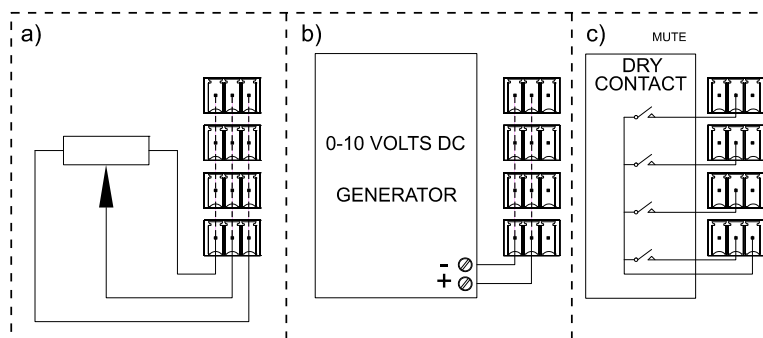 a)
b)
0-10 VOLTS DC
GENERATOR
-
+
c)
MUTE
DRY
CONTACT